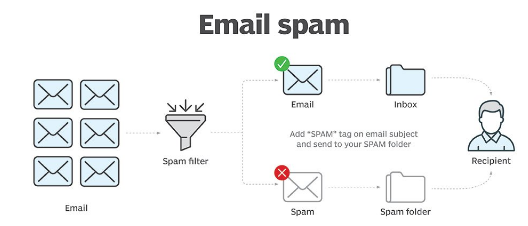 Email spam
Email
Inbox
Add "SPAM" tag on email subject
and send to your SPAM folder
Spam filter
Recipient
Email
Spam
Spam folder